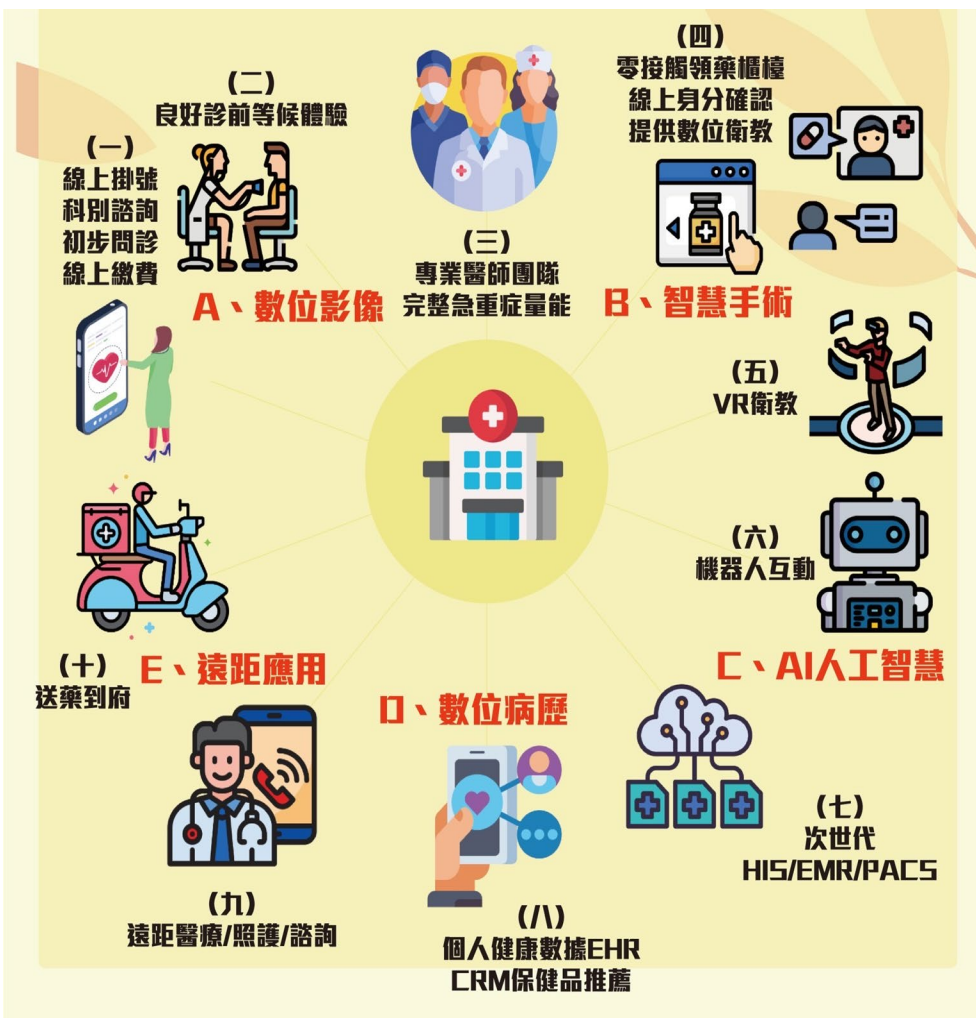 (一)
線上掛號
科別諮詢
初步問診
線上繳費
(二)
良好診前等候體驗
A、數位影像
(三)
專業醫師團隊
完整急重症量能
(四)
零接觸領藥櫃檯
線上身分確認
提供數位衛教
B、智慧手術
(五)
VR衛教
(六)
機器人互動
C、AI人工智慧
(七)
次世代
HIS/EMR/PACS
D、數位病歷
(八)
個人健康數據EHR
CRM保健品推薦
(九)
遠距醫療/照護/諮詢
E、遠距應用
(十)
送藥到府